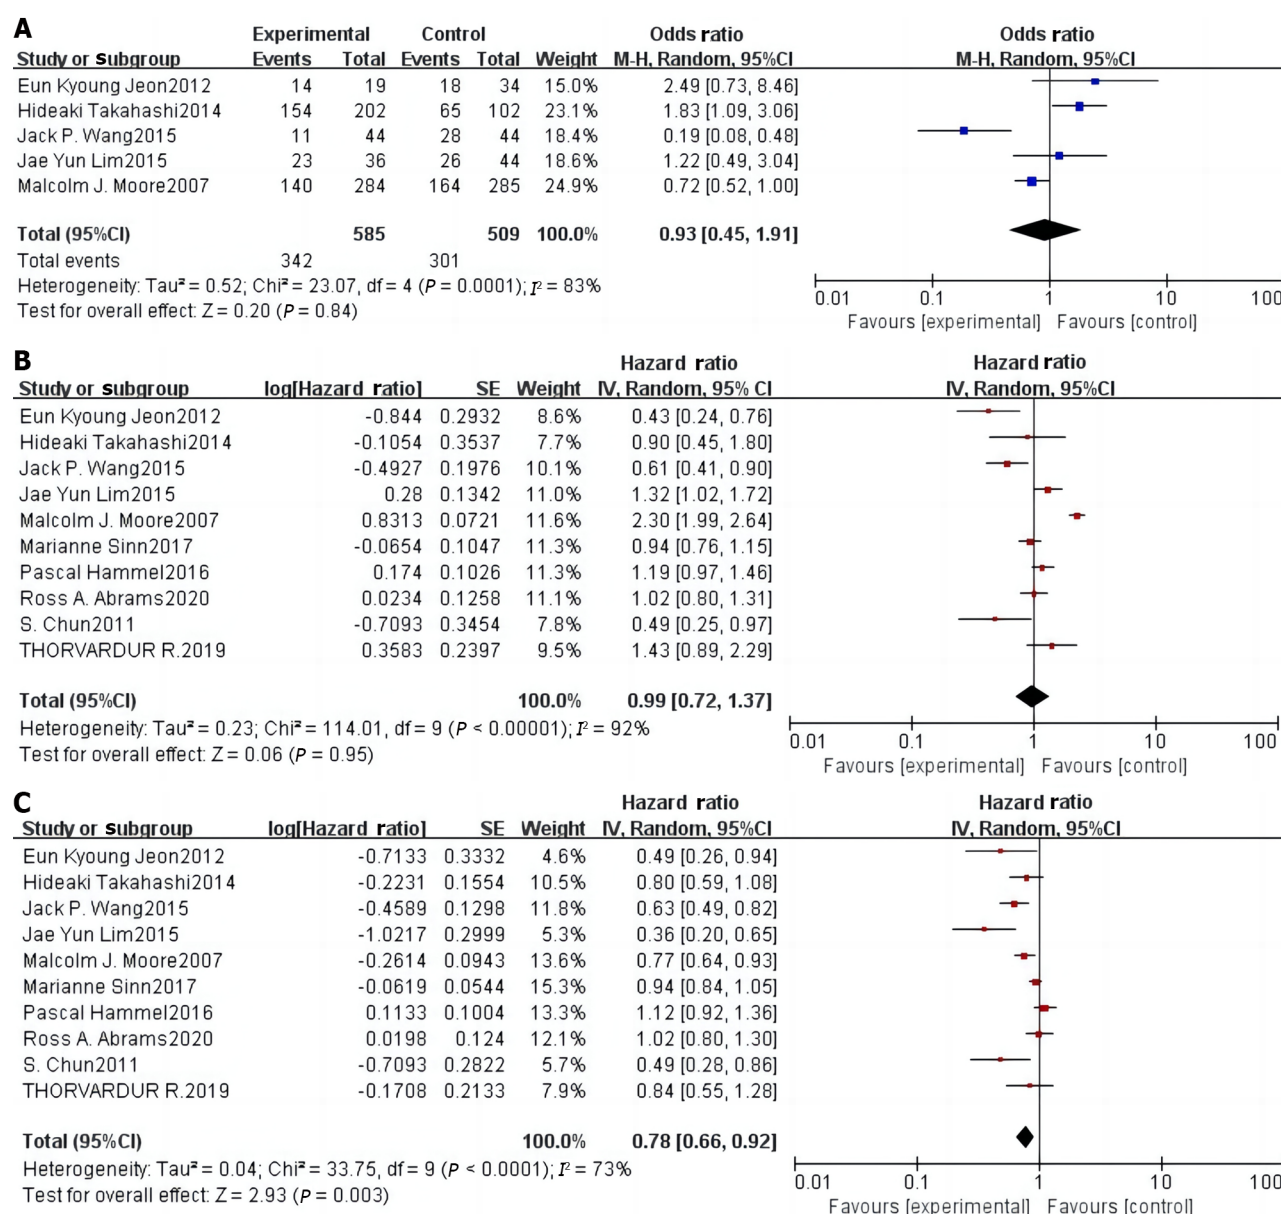 A
Experimental Control Odds ratio Odds ratio
Study or subgroup Events Total Events Total Weight M-H, Random, 95%CI M-H, Random, 95%CI
Eun Kyoung Jeon2012 14 19 18 34 15.0% 2.49 [0.73, 8.46]
Hideaki Takahashi2014 154 202 65 102 23.1% 1.83 [1.09, 3.06]
Jack P. Wang2015 11 44 28 44 18.4% 0.19 [0.08, 0.48]
Jae Yun Lim2015 23 36 26 44 18.6% 1.22 [0.49, 3.04]
Malcolm J. Moore2007 140 284 164 285 24.9% 0.72 [0.52, 1.00]
Total (95%CI) 585 509 100.0% 0.93 [0.45, 1.91]
Total events 342 301
Heterogeneity: Tau² = 0.52; Chi² = 23.07, df = 4 (P = 0.0001); I² = 83%
Test for overall effect: Z = 0.20 (P = 0.84)
0.01 0.1 1 10 100
Favours [experimental] Favours [control]
B
Hazard ratio Hazard ratio
Study or subgroup log[Hazard ratio] SE Weight IV, Random, 95% CI IV, Random, 95%CI
Eun Kyoung Jeon2012 -0.844 0.2932 8.6% 0.43 [0.24, 0.76]
Hideaki Takahashi2014 -0.1054 0.3537 7.7% 0.90 [0.45, 1.80]
Jack P. Wang2015 -0.4927 0.1976 10.1% 0.61 [0.41, 0.90]
Jae Yun Lim2015 0.28 0.1342 11.0% 1.32 [1.02, 1.72]
Malcolm J. Moore2007 0.8313 0.0721 11.6% 2.30 [1.99, 2.64]
Marianne Sinn2017 -0.0654 0.1047 11.3% 0.94 [0.76, 1.15]
Pascal Hammel2016 0.174 0.1026 11.3% 1.19 [0.97, 1.46]
Ross A. Abrams2020 0.0234 0.1258 11.1% 1.02 [0.80, 1.31]
S. Chun2011 -0.7093 0.3454 7.8% 0.49 [0.25, 0.97]
THORVARDUR R.2019 0.3583 0.2397 9.5% 1.43 [0.89, 2.29]
Total (95%CI) 100.0% 0.99 [0.72, 1.37]
Heterogeneity: Tau² = 0.23; Chi² = 114.01, df = 9 (P < 0.00001); I² = 92%
Test for overall effect: Z = 0.06 (P = 0.95)
0.01 0.1 1 10 100
Favours [experimental] Favours [control]
C
Hazard ratio Hazard ratio
Study or subgroup log[Hazard ratio] SE Weight IV, Random, 95%CI IV, Random, 95%CI
Eun Kyoung Jeon2012 -0.7133 0.3332 4.6% 0.49 [0.26, 0.94]
Hideaki Takahashi2014 -0.2231 0.1554 10.5% 0.80 [0.59, 1.08]
Jack P. Wang2015 -0.4589 0.1298 11.8% 0.63 [0.49, 0.82]
Jae Yun Lim2015 -1.0217 0.2999 5.3% 0.36 [0.20, 0.65]
Malcolm J. Moore2007 -0.2614 0.0943 13.6% 0.77 [0.64, 0.93]
Marianne Sinn2017 -0.0619 0.0544 15.3% 0.94 [0.84, 1.05]
Pascal Hammel2016 0.1133 0.1004 13.3% 1.12 [0.92, 1.36]
Ross A. Abrams2020 0.0198 0.124 12.1% 1.02 [0.80, 1.30]
S. Chun2011 -0.7093 0.2822 5.7% 0.49 [0.28, 0.86]
THORVARDUR R.2019 -0.1708 0.2133 7.9% 0.84 [0.55, 1.28]
Total (95%CI) 100.0% 0.78 [0.66, 0.92]
Heterogeneity: Tau² = 0.04; Chi² = 33.75, df = 9 (P < 0.0001); I² = 73%
Test for overall effect: Z = 2.93 (P = 0.003)
0.01 0.1 1 10 100
Favours [experimental] Favours [control]